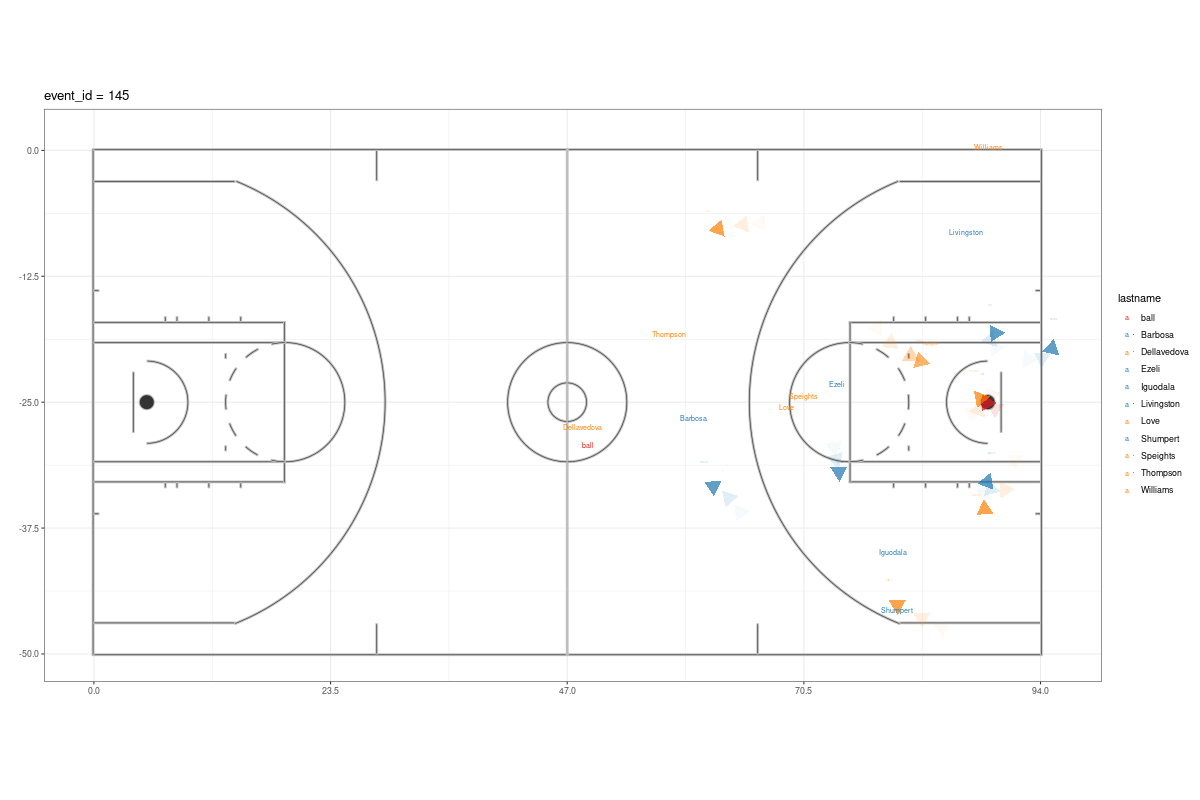 event_id = 145
Williams
0.0
Livingston
-12.5
Thompson
Ezeli
Speights
-25.0
Love
Barbosa
Dellavedova
ball
-37.5
Iguodala
Shumpert
-50.0
0.0
23.5
47.0
70.5
94.0
lastname
a ball
a Barbosa
a Dellavedova
a Ezeli
a Iguodala
a Livingston
a Love
a Shumpert
a Speights
a Thompson
a Williams